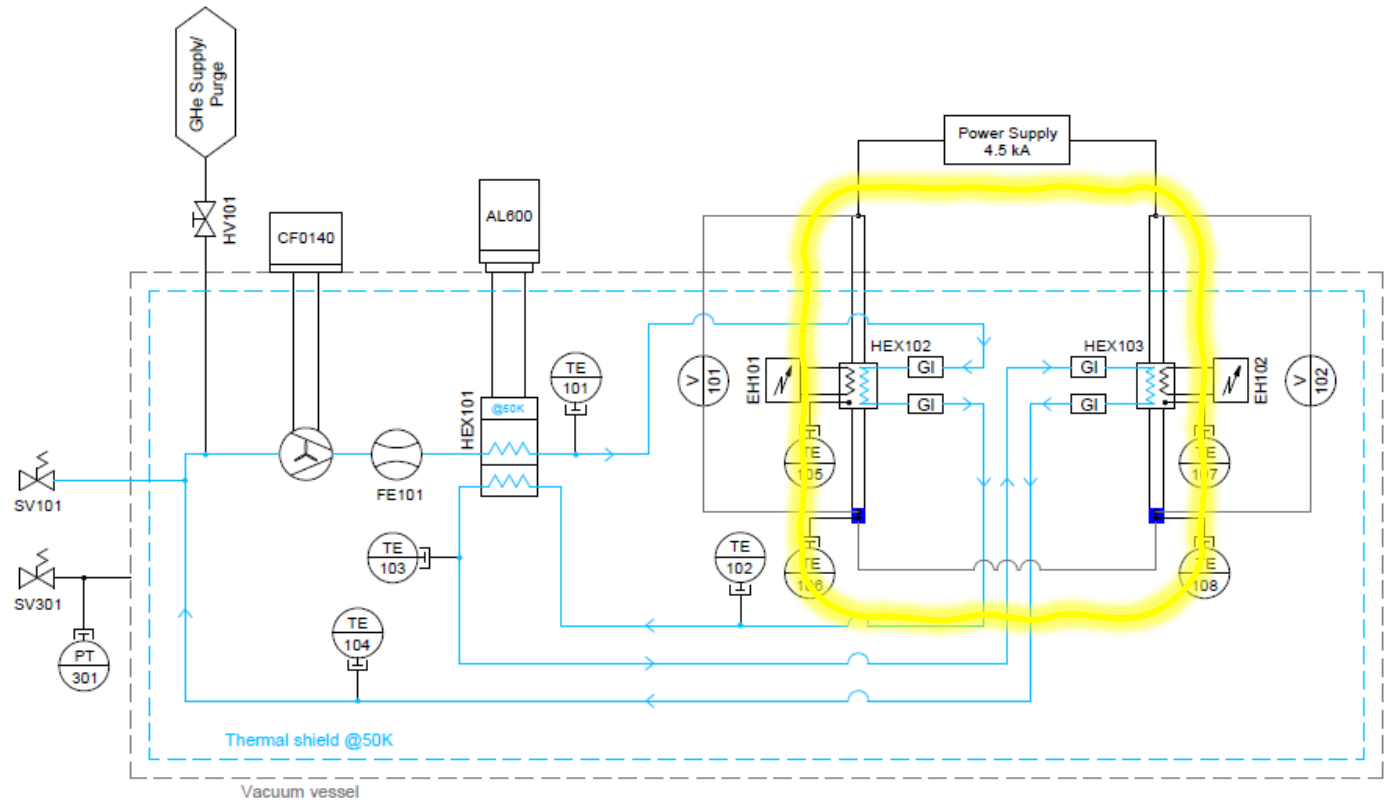 GHe Supply/
Purge
HV101
CF0140
AL600
Power Supply
4.5 kA
HEX101
@50K
TE
101
FE101
SV101
SV301
PT
301
TE
103
TE
104
TE
102
V
101
EH101
HEX102
GI
GI
HEX103
GI
GI
EH102
V
102
TE
105
TE
106
TE
107
TE
108
Thermal shield @50K
Vacuum vessel